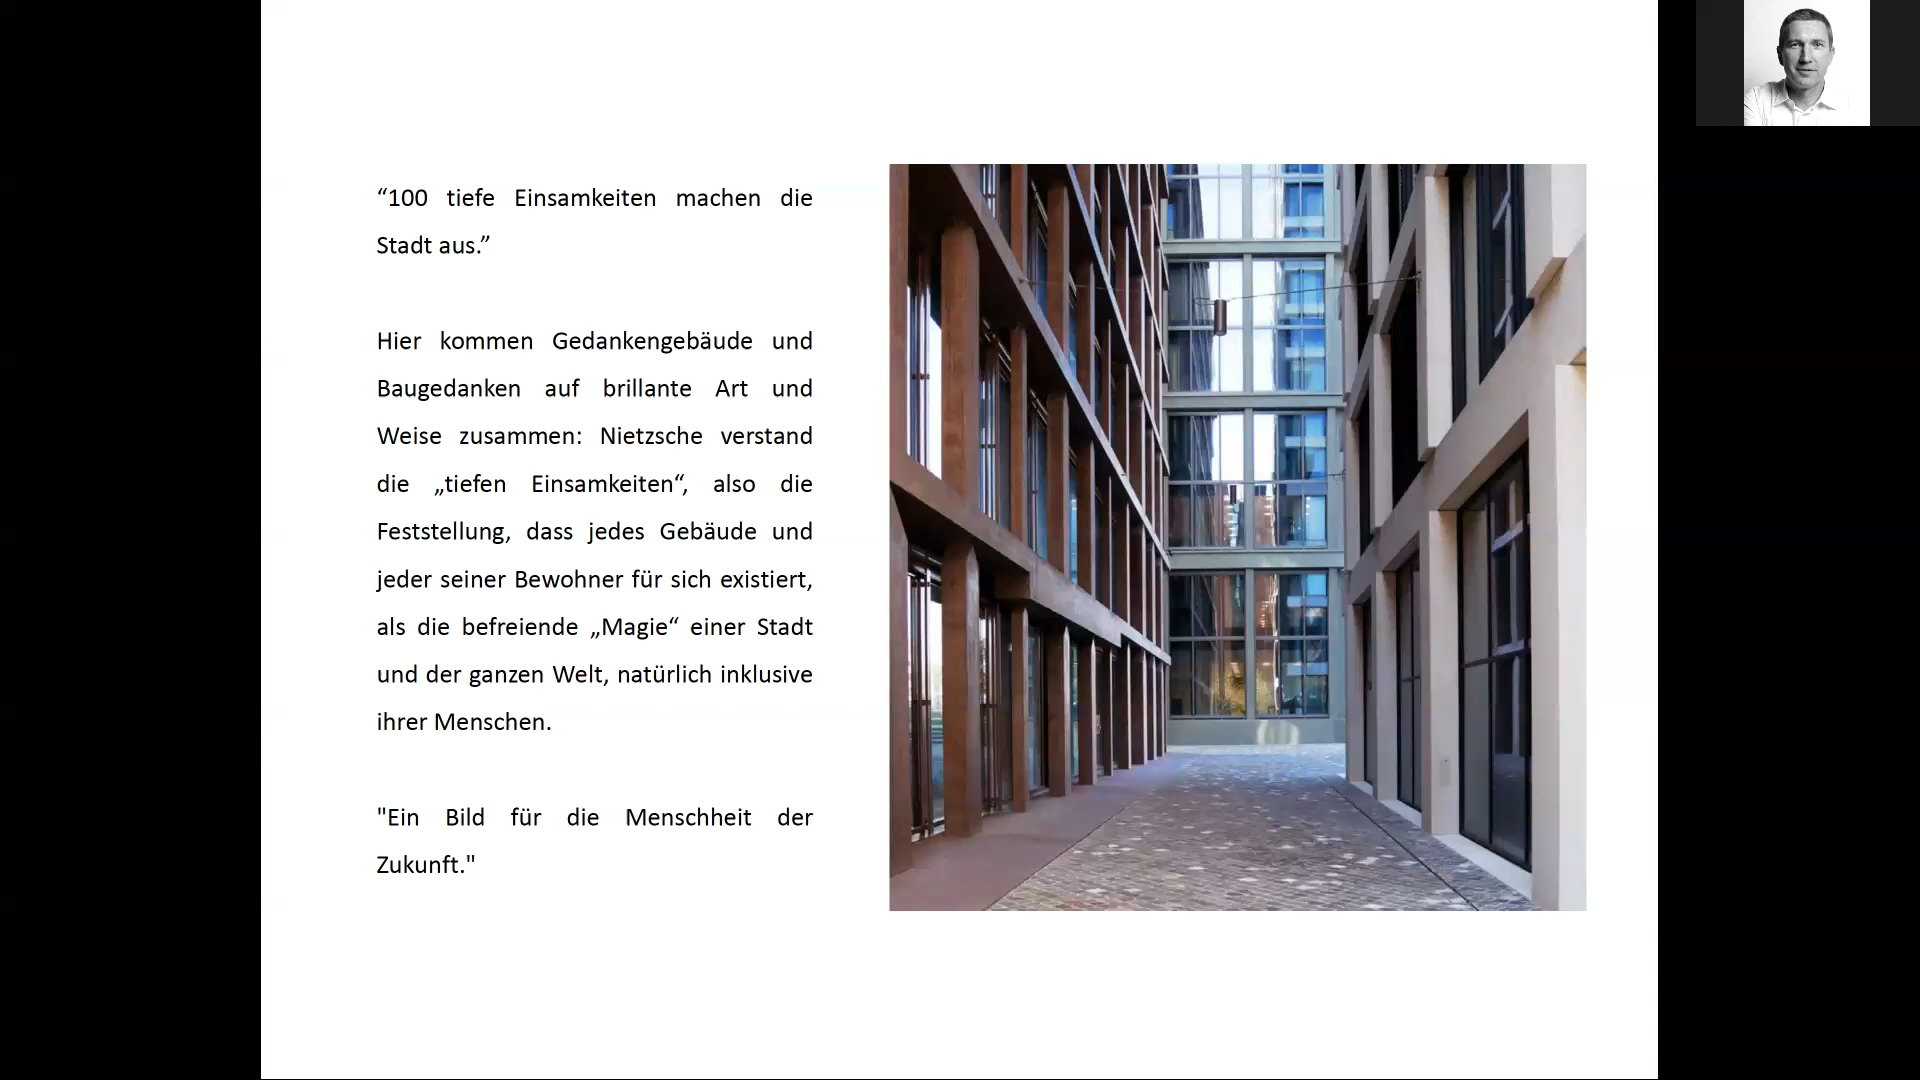 “100 tiefe Einsamkeiten machen die
Stadt aus.”
Hier kommen Gedankengebäude und
Baugedanken auf brillante Art und
Weise zusammen: Nietzsche verstand
die „tiefen Einsamkeiten“, also die
Feststellung, dass jedes Gebäude und
jeder seiner Bewohner für sich existiert,
als die befreiende „Magie“ einer Stadt
und der ganzen Welt, natürlich inklusive
ihrer Menschen.
"Ein Bild für die Menschheit der
Zukunft."